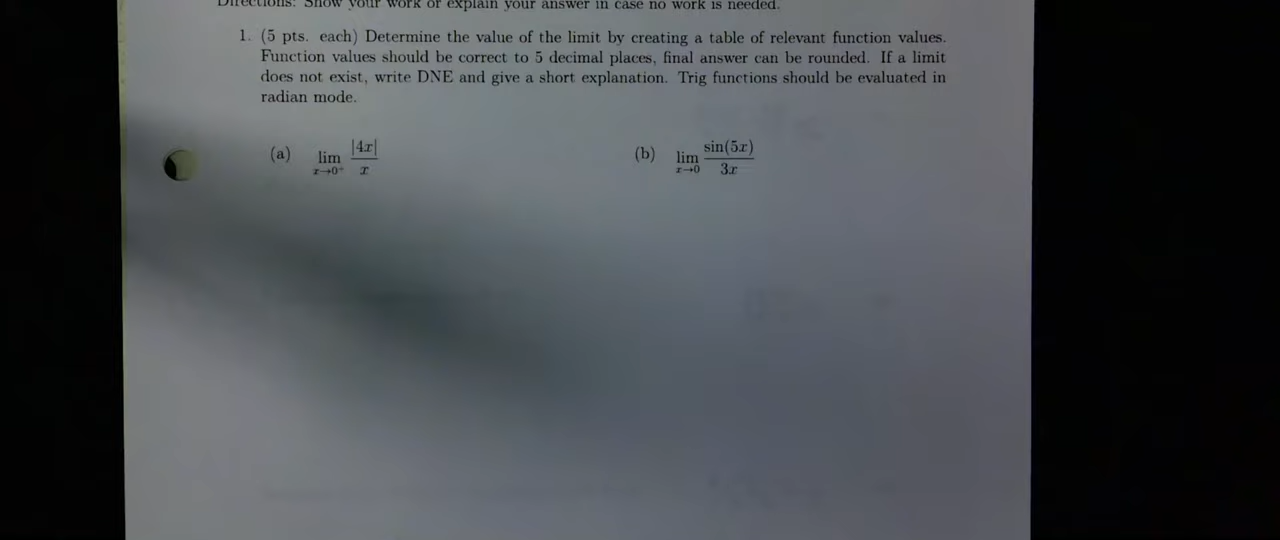 Directions: Show your work or explain your answer in case no work is needed.
1. (5 pts. each) Determine the value of the limit by creating a table of relevant function values.
Function values should be correct to 5 decimal places, final answer can be rounded. If a limit
does not exist, write DNE and give a short explanation. Trig functions should be evaluated in
radian mode.
(a) lim x→0⁺ |4x| / x
(b) lim x→0 sin(5x) / 3x